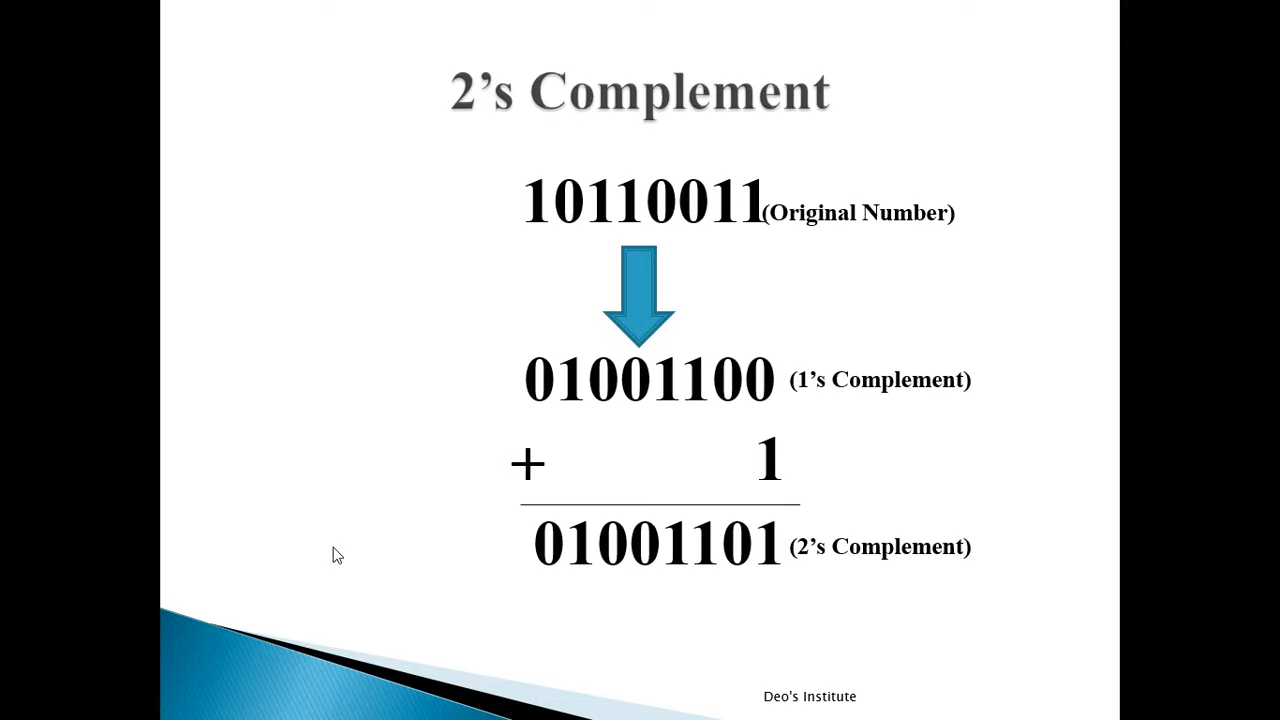 2’s Complement
10110011(Original Number)
01001100 (1’s Complement)
+ 1
01001101 (2’s Complement)
Deo's Institute